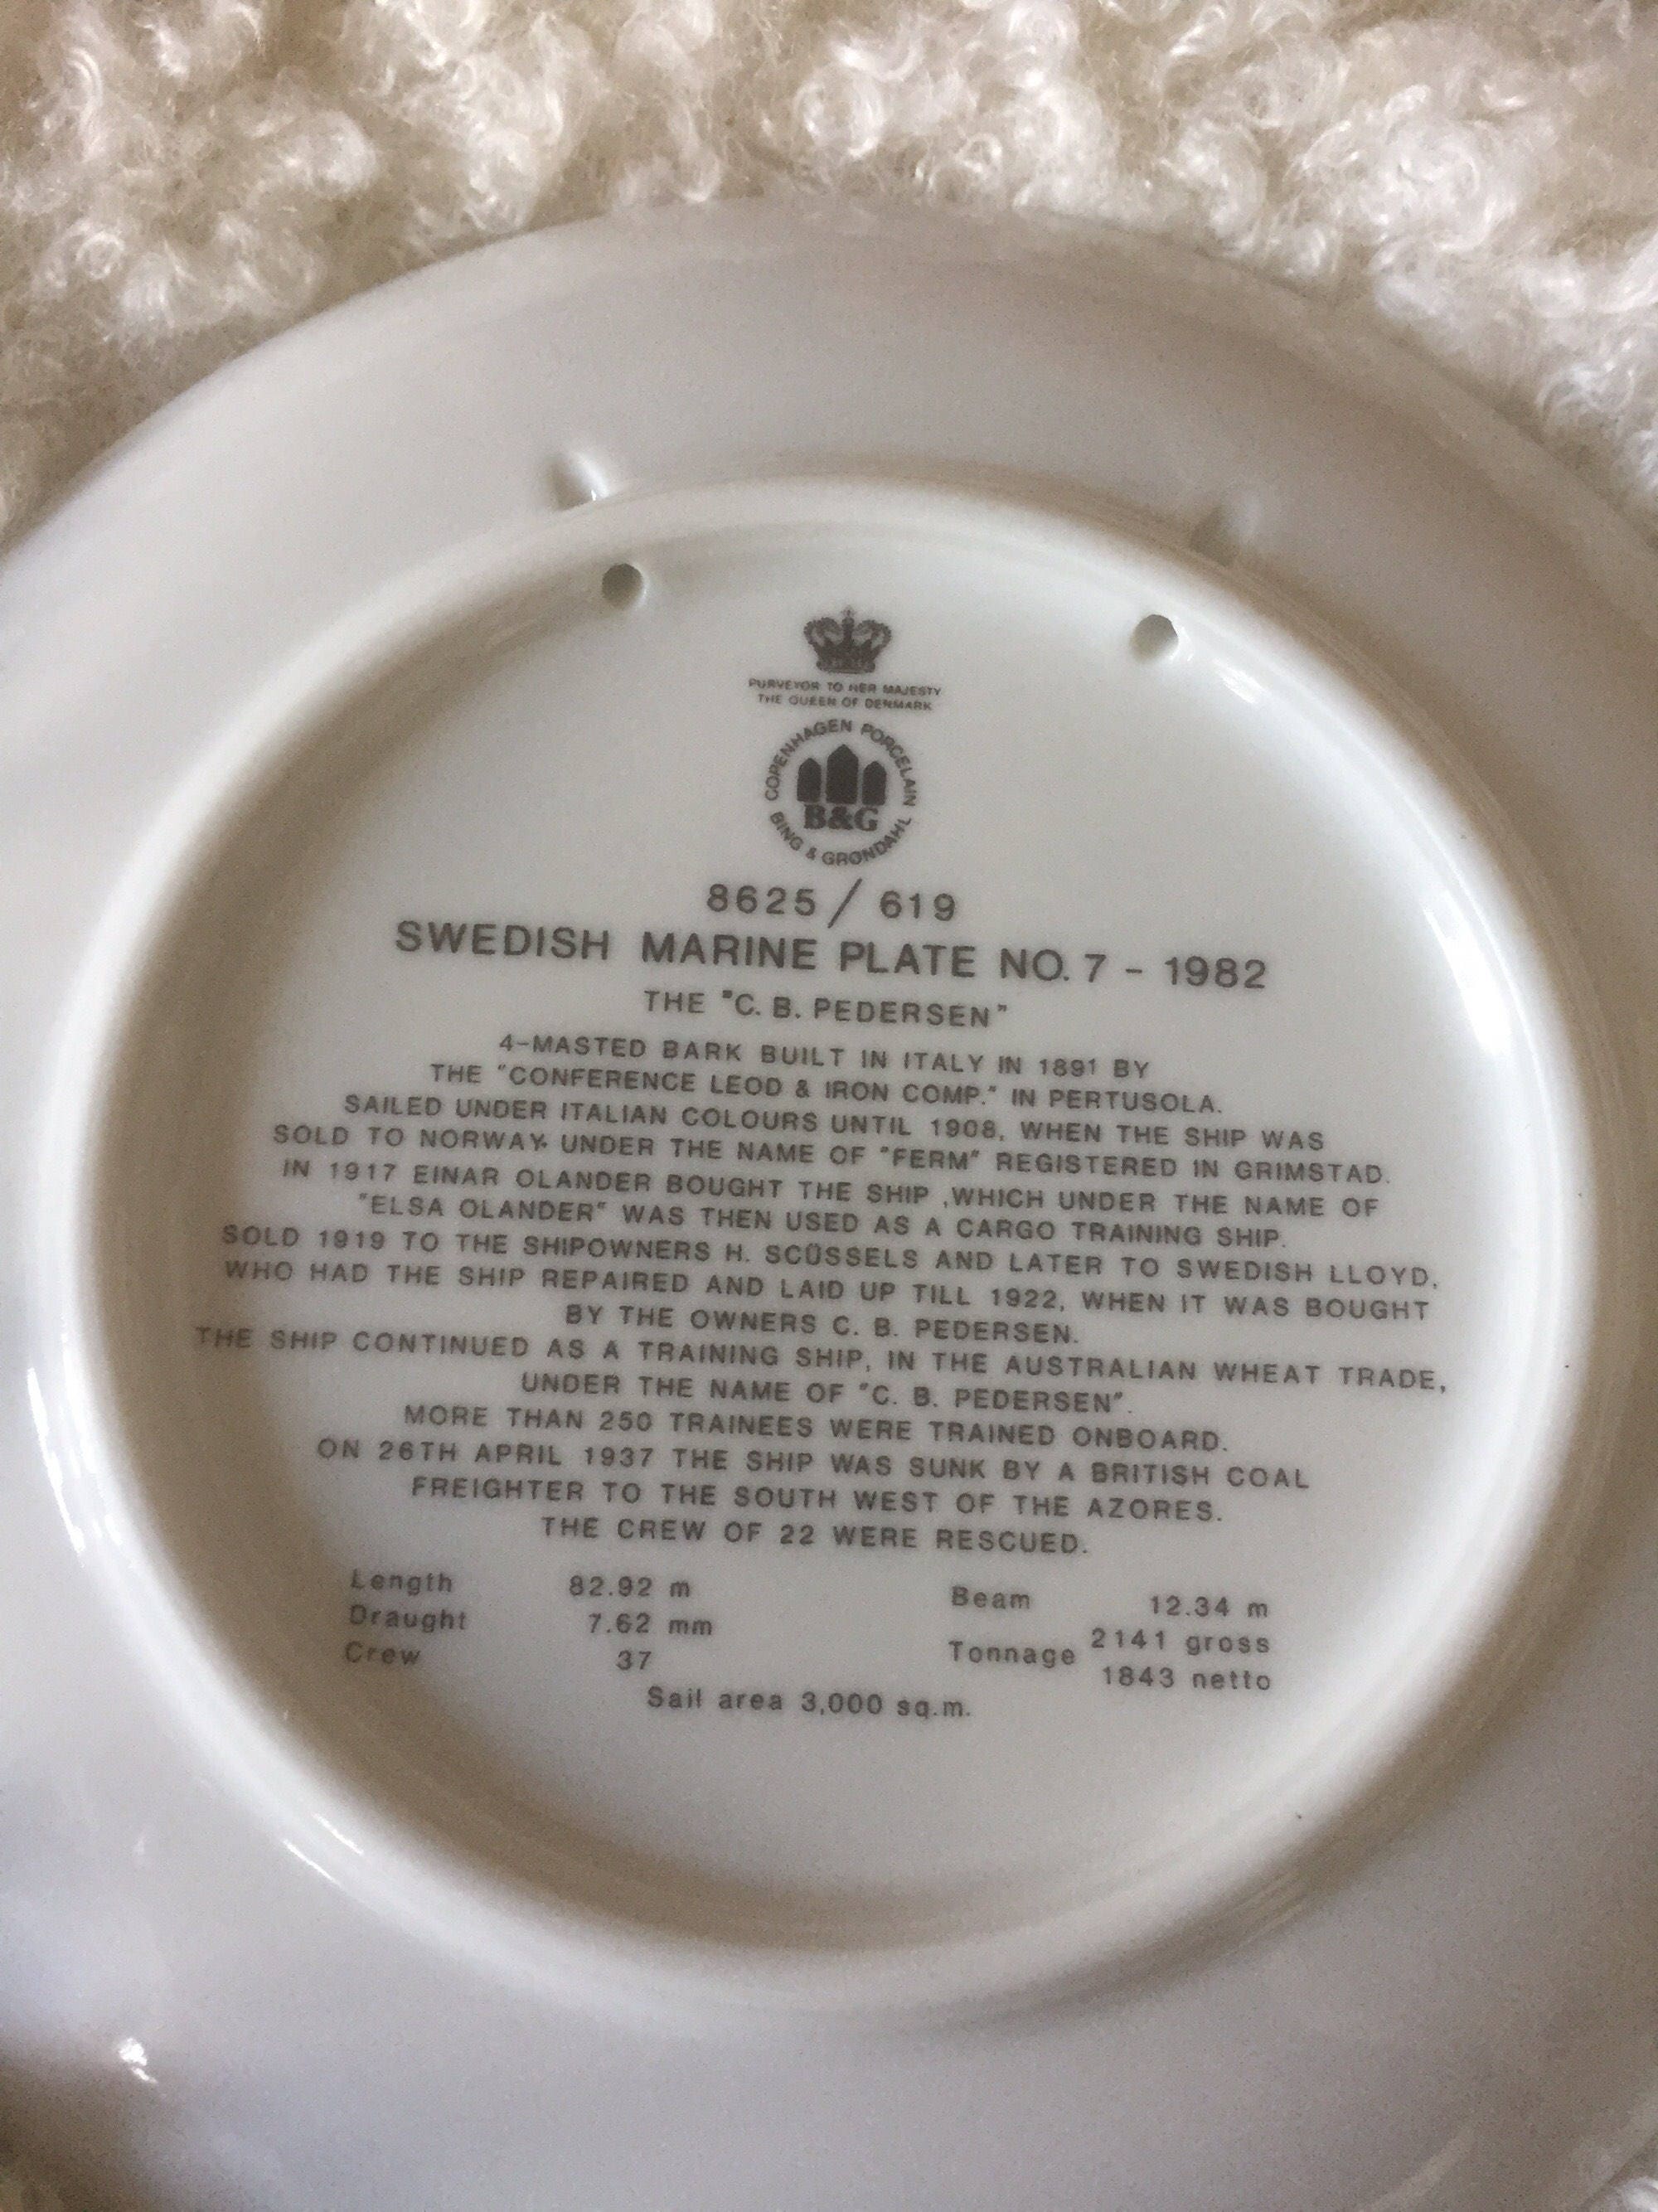 PURVEYOR TO HER MAJESTY
THE QUEEN OF DENMARK
COPENHAGEN PORCELAIN
B&G
BING & GRØNDAHL
8625 / 619
SWEDISH MARINE PLATE NO. 7 - 1982
THE "C. B. PEDERSEN"
4-MASTED BARK BUILT IN ITALY IN 1891 BY
THE "CONFERENCE LEOD & IRON COMP." IN PERTUSOLA.
SAILED UNDER ITALIAN COLOURS UNTIL 1908, WHEN THE SHIP WAS
SOLD TO NORWAY UNDER THE NAME OF "FERM" REGISTERED IN GRIMSTAD.
IN 1917 EINAR OLANDER BOUGHT THE SHIP ,WHICH UNDER THE NAME OF
"ELSA OLANDER" WAS THEN USED AS A CARGO TRAINING SHIP.
SOLD 1919 TO THE SHIPOWNERS H. SCÜSSELS AND LATER TO SWEDISH LLOYD,
WHO HAD THE SHIP REPAIRED AND LAID UP TILL 1922, WHEN IT WAS BOUGHT
BY THE OWNERS C. B. PEDERSEN.
THE SHIP CONTINUED AS A TRAINING SHIP, IN THE AUSTRALIAN WHEAT TRADE,
UNDER THE NAME OF "C. B. PEDERSEN".
MORE THAN 250 TRAINEES WERE TRAINED ONBOARD.
ON 26TH APRIL 1937 THE SHIP WAS SUNK BY A BRITISH COAL
FREIGHTER TO THE SOUTH WEST OF THE AZORES.
THE CREW OF 22 WERE RESCUED.
Length 82.92 m Beam 12.34 m
Draught 7.62 mm Tonnage 2141 gross
Crew 37 1843 netto
Sail area 3,000 sq.m.